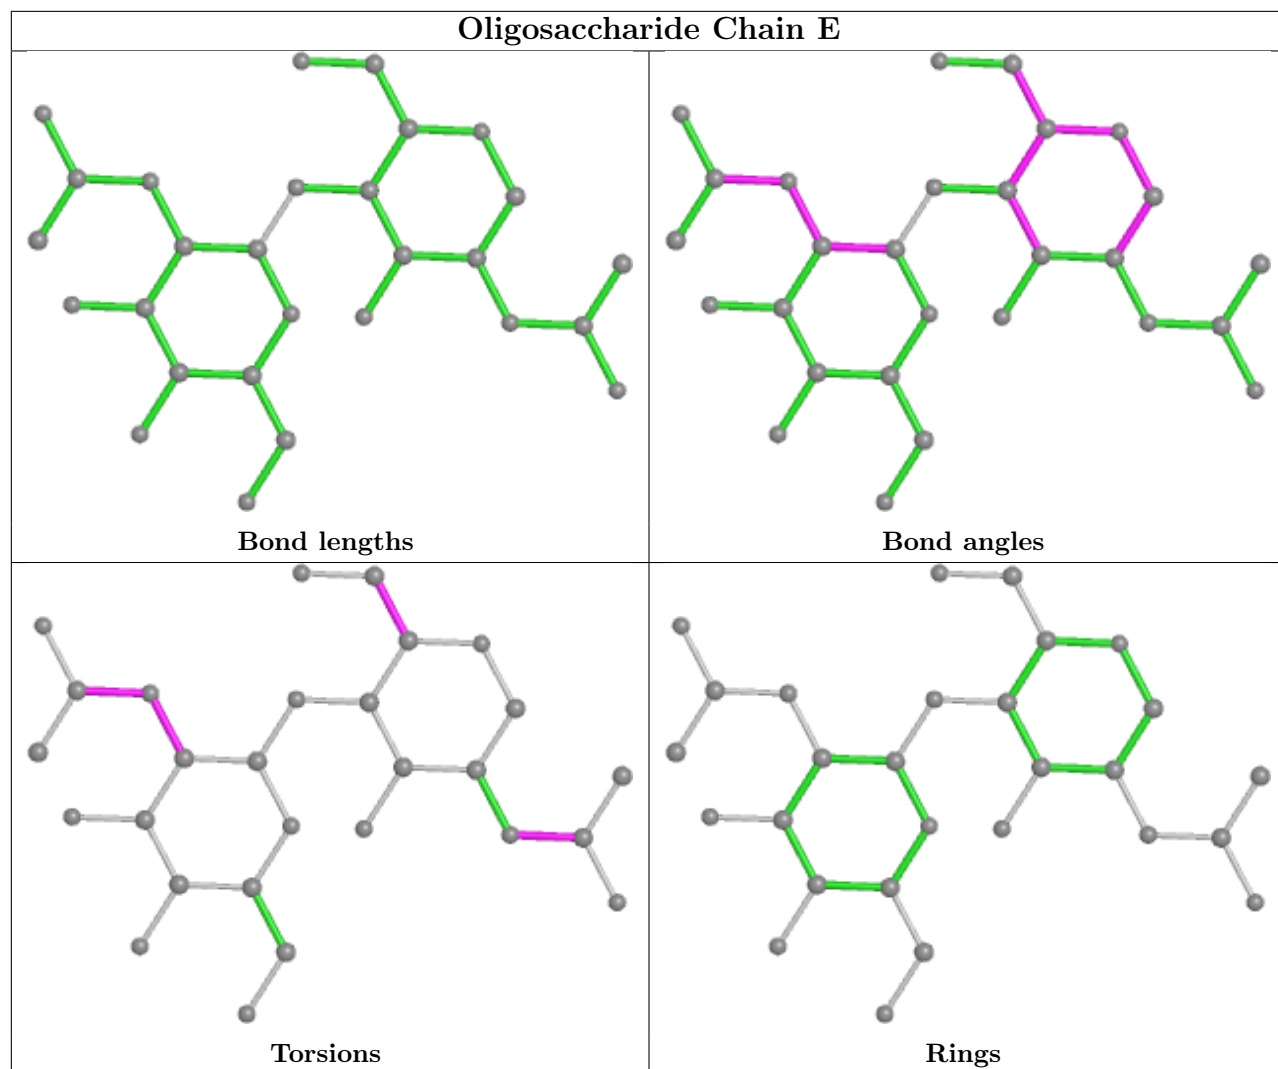 Oligosaccharide Chain E
Bond lengths
Bond angles
Torsions
Rings